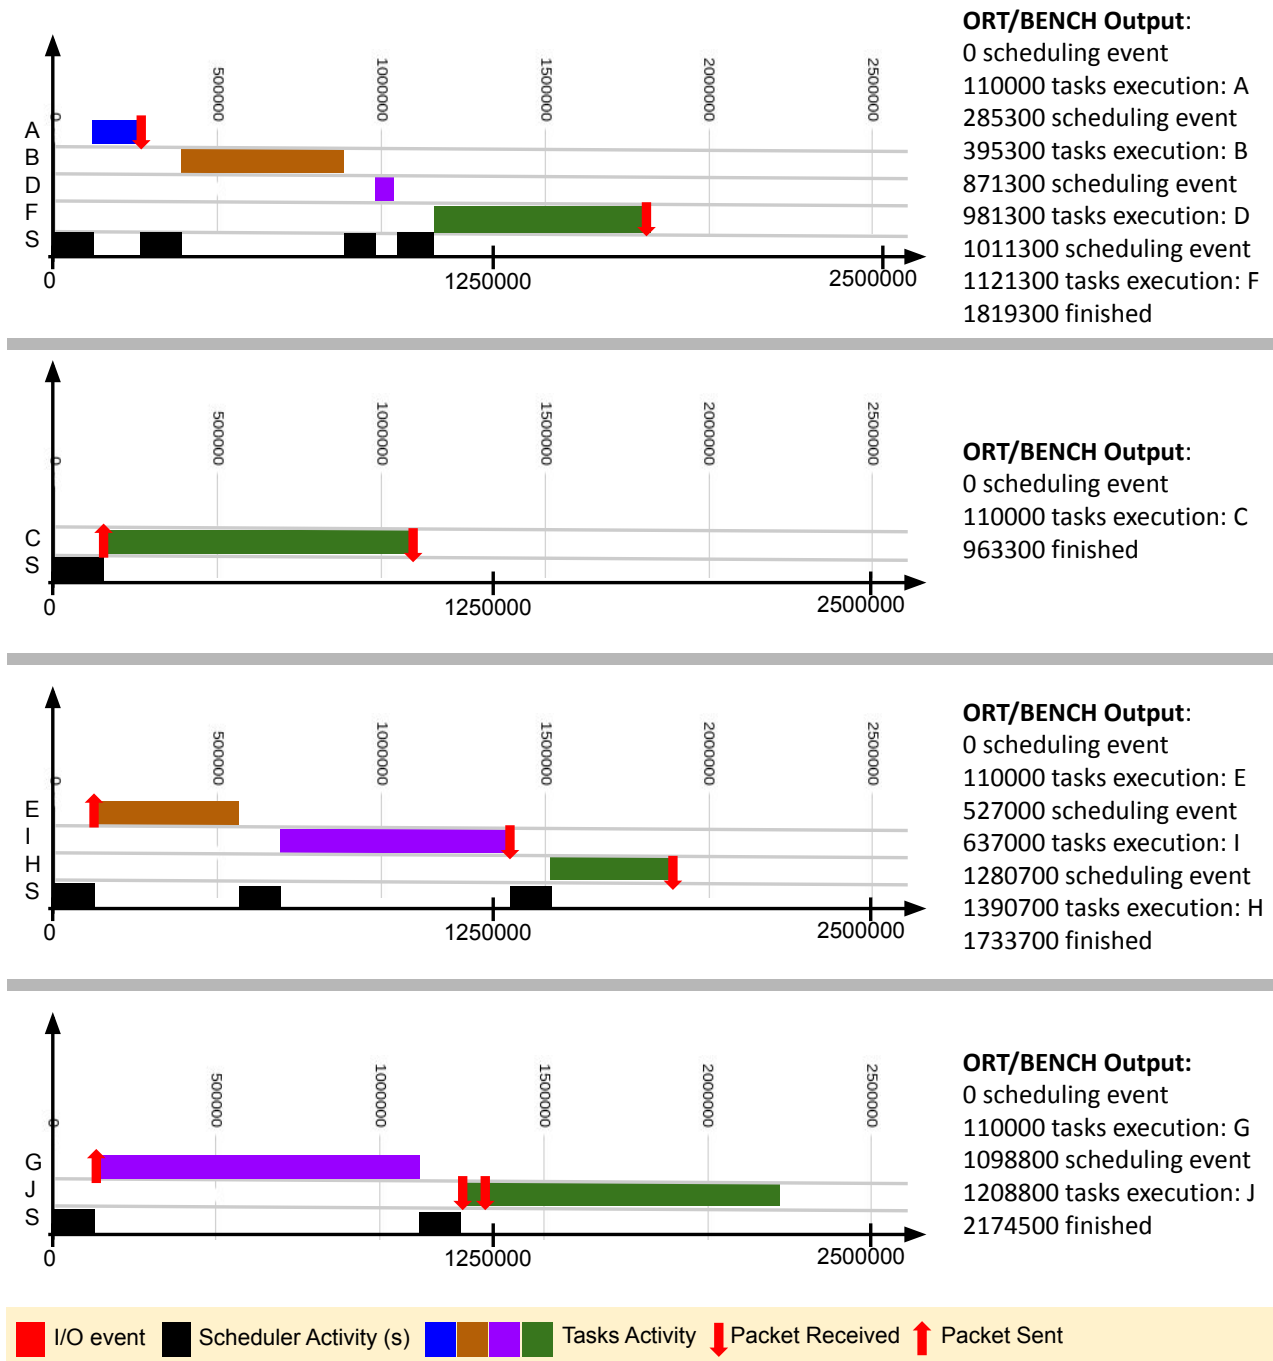 ORT/BENCH Output:
0 scheduling event
110000 tasks execution: A
285300 scheduling event
395300 tasks execution: B
871300 scheduling event
981300 tasks execution: D
1011300 scheduling event
1121300 tasks execution: F
1819300 finished
0 5000000 1000000 1500000 2000000 2500000
A
B
D
F
S
0 1250000 2500000
ORT/BENCH Output:
0 scheduling event
110000 tasks execution: C
963300 finished
0 5000000 1000000 1500000 2000000 2500000
C
S
0 1250000 2500000
ORT/BENCH Output:
0 scheduling event
110000 tasks execution: E
527000 scheduling event
637000 tasks execution: I
1280700 scheduling event
1390700 tasks execution: H
1733700 finished
0 5000000 1000000 1500000 2000000 2500000
E
I
H
S
0 1250000 2500000
ORT/BENCH Output:
0 scheduling event
110000 tasks execution: G
1098800 scheduling event
1208800 tasks execution: J
2174500 finished
0 5000000 1000000 1500000 2000000 2500000
G
J
S
0 1250000 2500000
I/O event Scheduler Activity (s) Tasks Activity Packet Received Packet Sent